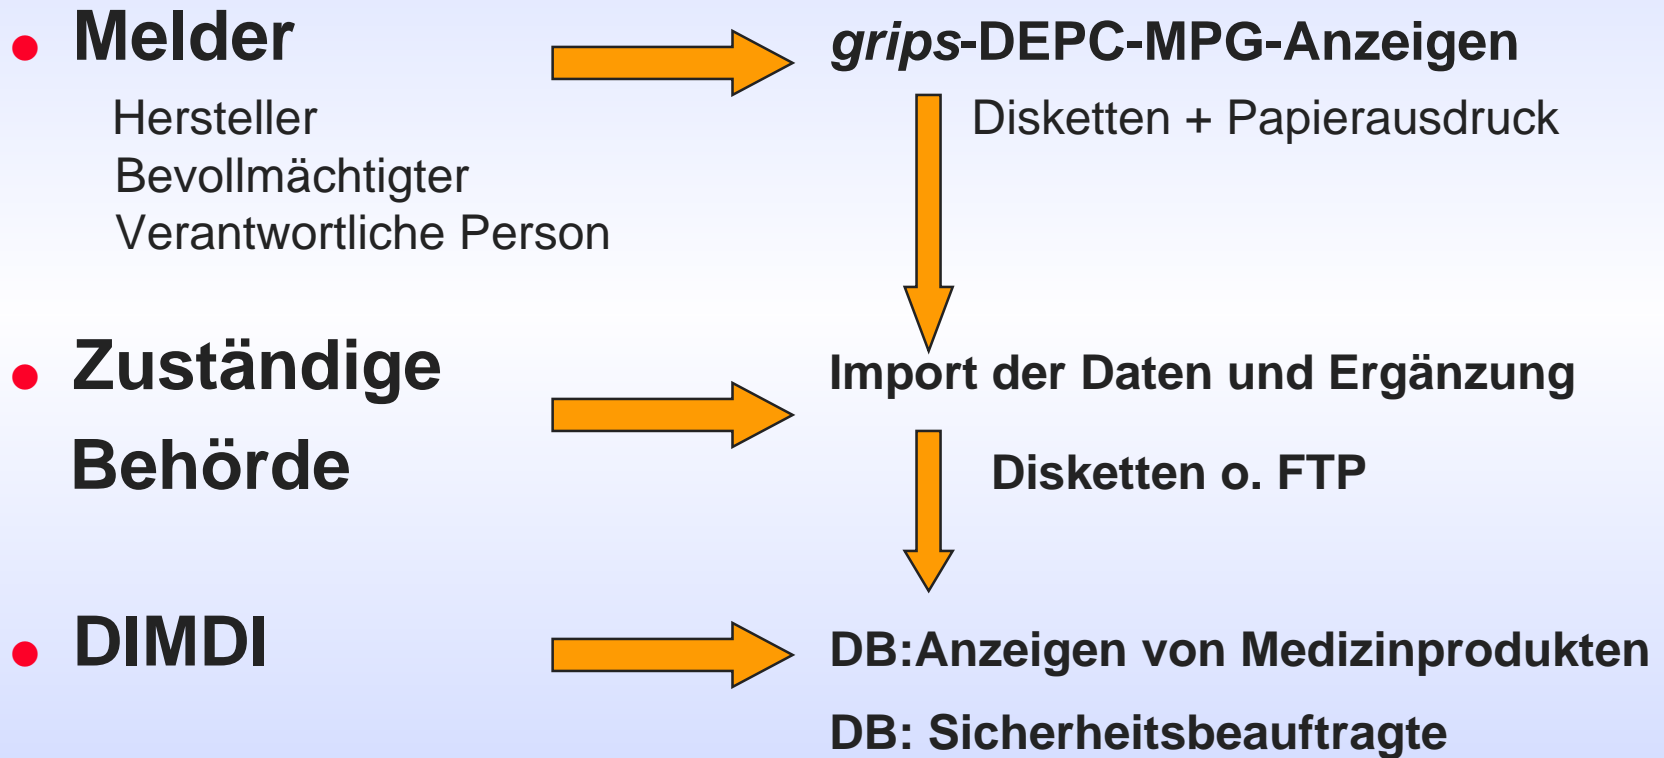 Melder
grips-DEPC-MPG-Anzeigen
Hersteller
Disketten + Papierausdruck
Bevollmächtigter
Verantwortliche Person
Zuständige
Import der Daten und Ergänzung
Behörde
Disketten o. FTP
DIMDI
DB:Anzeigen von Medizinprodukten
DB: Sicherheitsbeauftragte